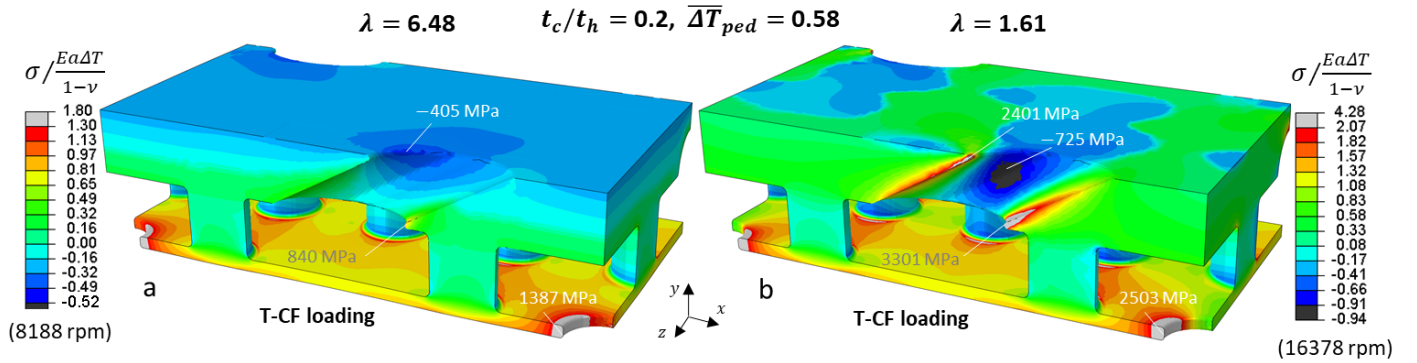 λ = 6.48
t_c/t_h = 0.2, ΔT̅_ped = 0.58
λ = 1.61
σ/EaΔT/1−ν
1.80
1.30
1.13
0.97
0.81
0.65
0.49
0.32
0.16
0.00
-0.16
-0.32
-0.49
-0.52
(8188 rpm)
−405 MPa
840 MPa
1387 MPa
a
T-CF loading
y
x
z
2401 MPa
−725 MPa
3301 MPa
2503 MPa
b
T-CF loading
σ/EaΔT/1−ν
4.28
2.07
1.82
1.57
1.32
1.08
0.83
0.58
0.33
0.08
-0.17
-0.41
-0.66
-0.91
-0.94
(16378 rpm)